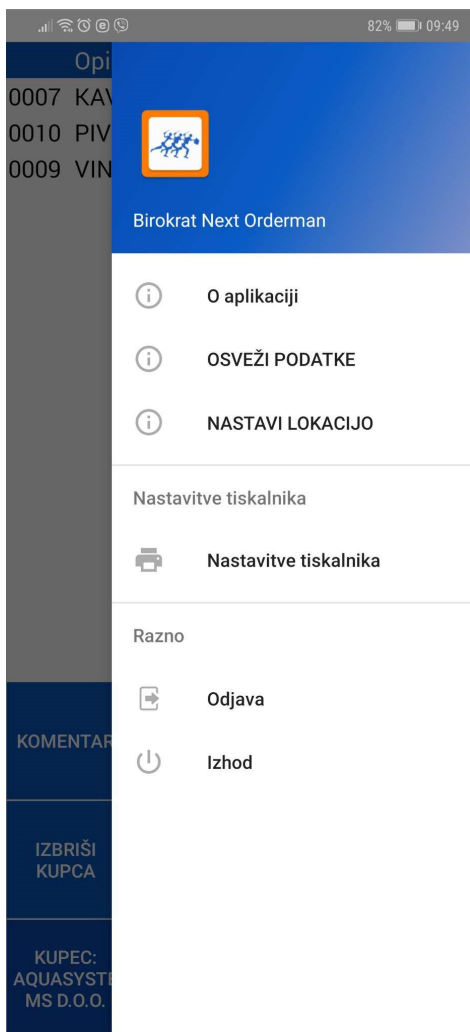 82% 09:49
Opi
0007 KAV
0010 PIV
0009 VIN
Birokrat Next Orderman
O aplikaciji
OSVEŽI PODATKE
NASTAVI LOKACIJO
Nastavitve tiskalnika
Nastavitve tiskalnika
Razno
Odjava
Izhod
KOMENTAR
IZBRIŠI
KUPCA
KUPEC:
AQUASYSTE
MS D.O.O.